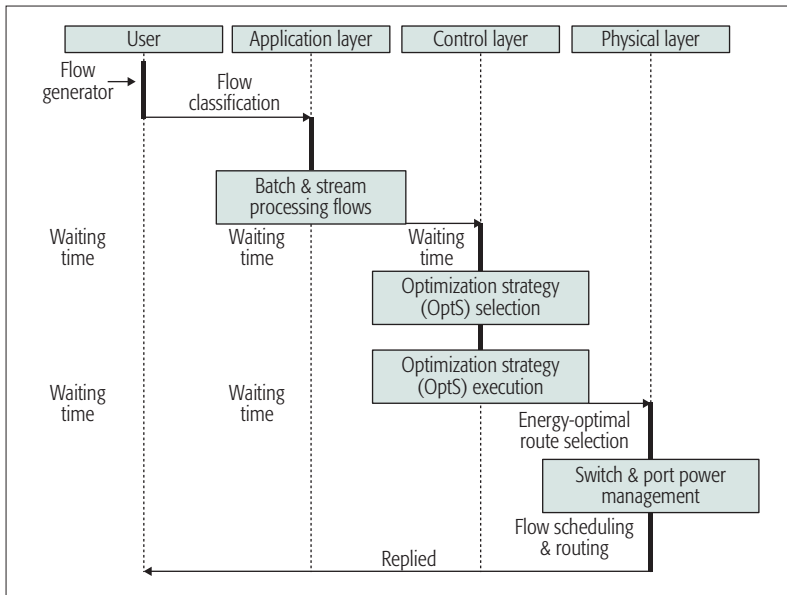 User
Application layer
Control layer
Physical layer
Flow
generator
Flow
classification
Batch & stream
processing flows
Waiting
time
Waiting
time
Waiting
time
Optimization strategy
(OptS) selection
Optimization strategy
(OptS) execution
Waiting
time
Waiting
time
Energy-optimal
route selection
Switch & port power
management
Flow scheduling
& routing
Replied